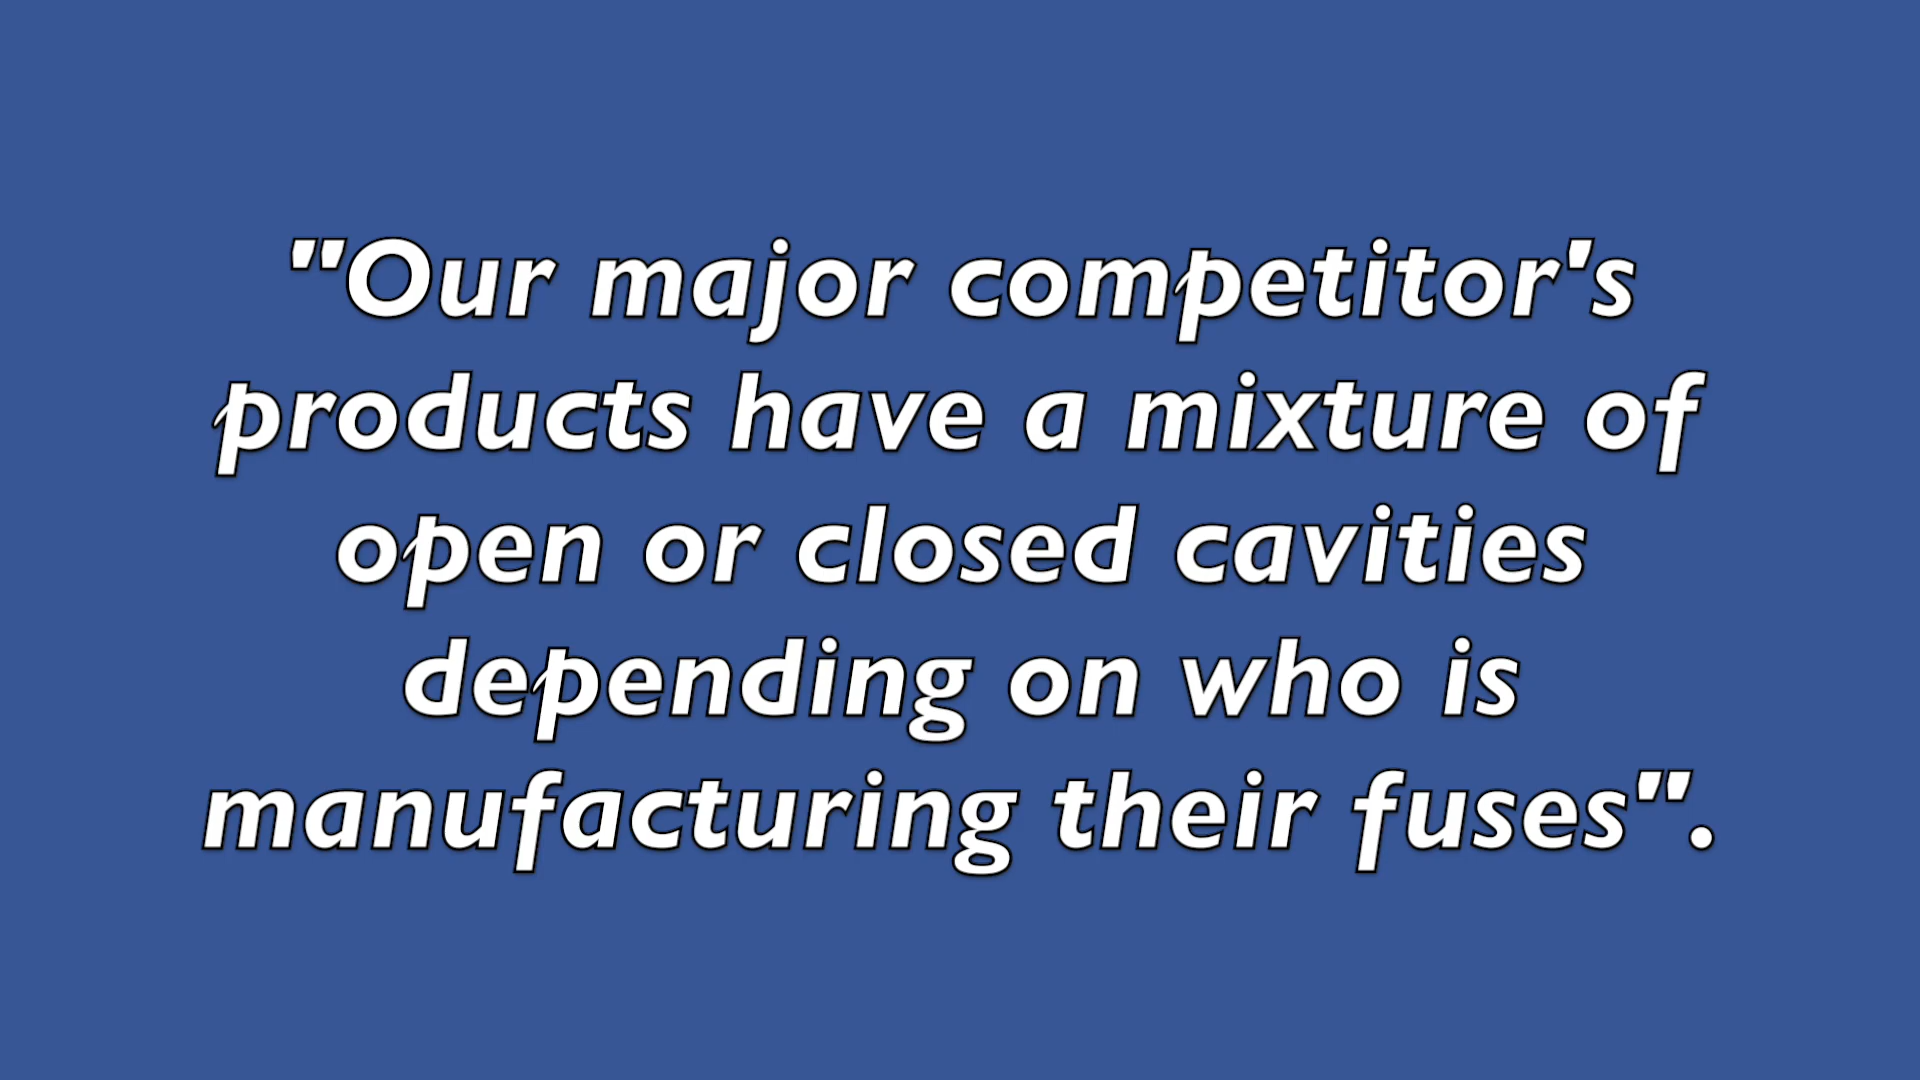 "Our major competitor's
products have a mixture of
open or closed cavities
depending on who is
manufacturing their fuses".